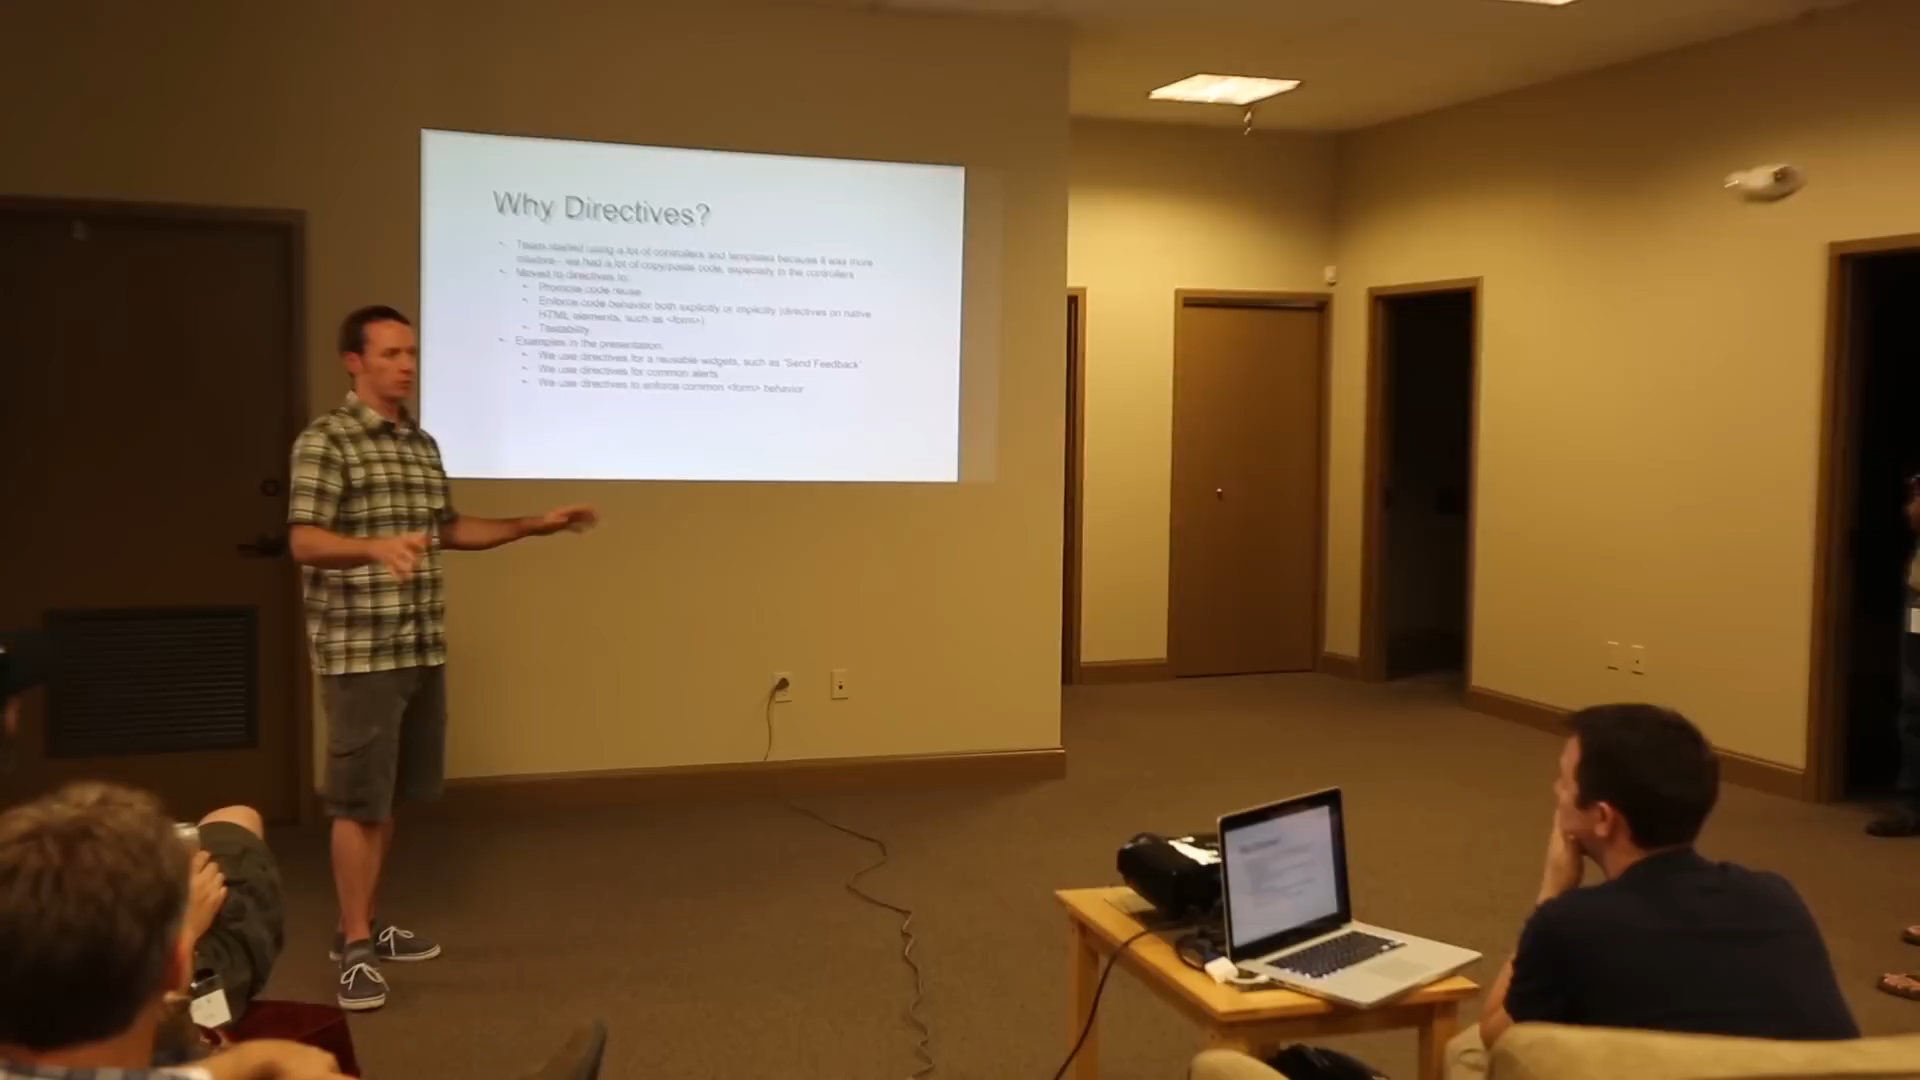 Why Directives?
- Team started using a lot of controllers and templates because it was more
intuitive-- we had a lot of copy/paste code, especially in the controllers
- Moved to directives to:
- Promote code reuse
- Enforce code behavior both explicitly or implicitly (directives on native
HTML elements, such as <form>)
- Testability
- Examples in the presentation:
- We use directives for a reusable widgets, such as "Send Feedback"
- We use directives for common alerts
- We use directives to enforce common <form> behavior